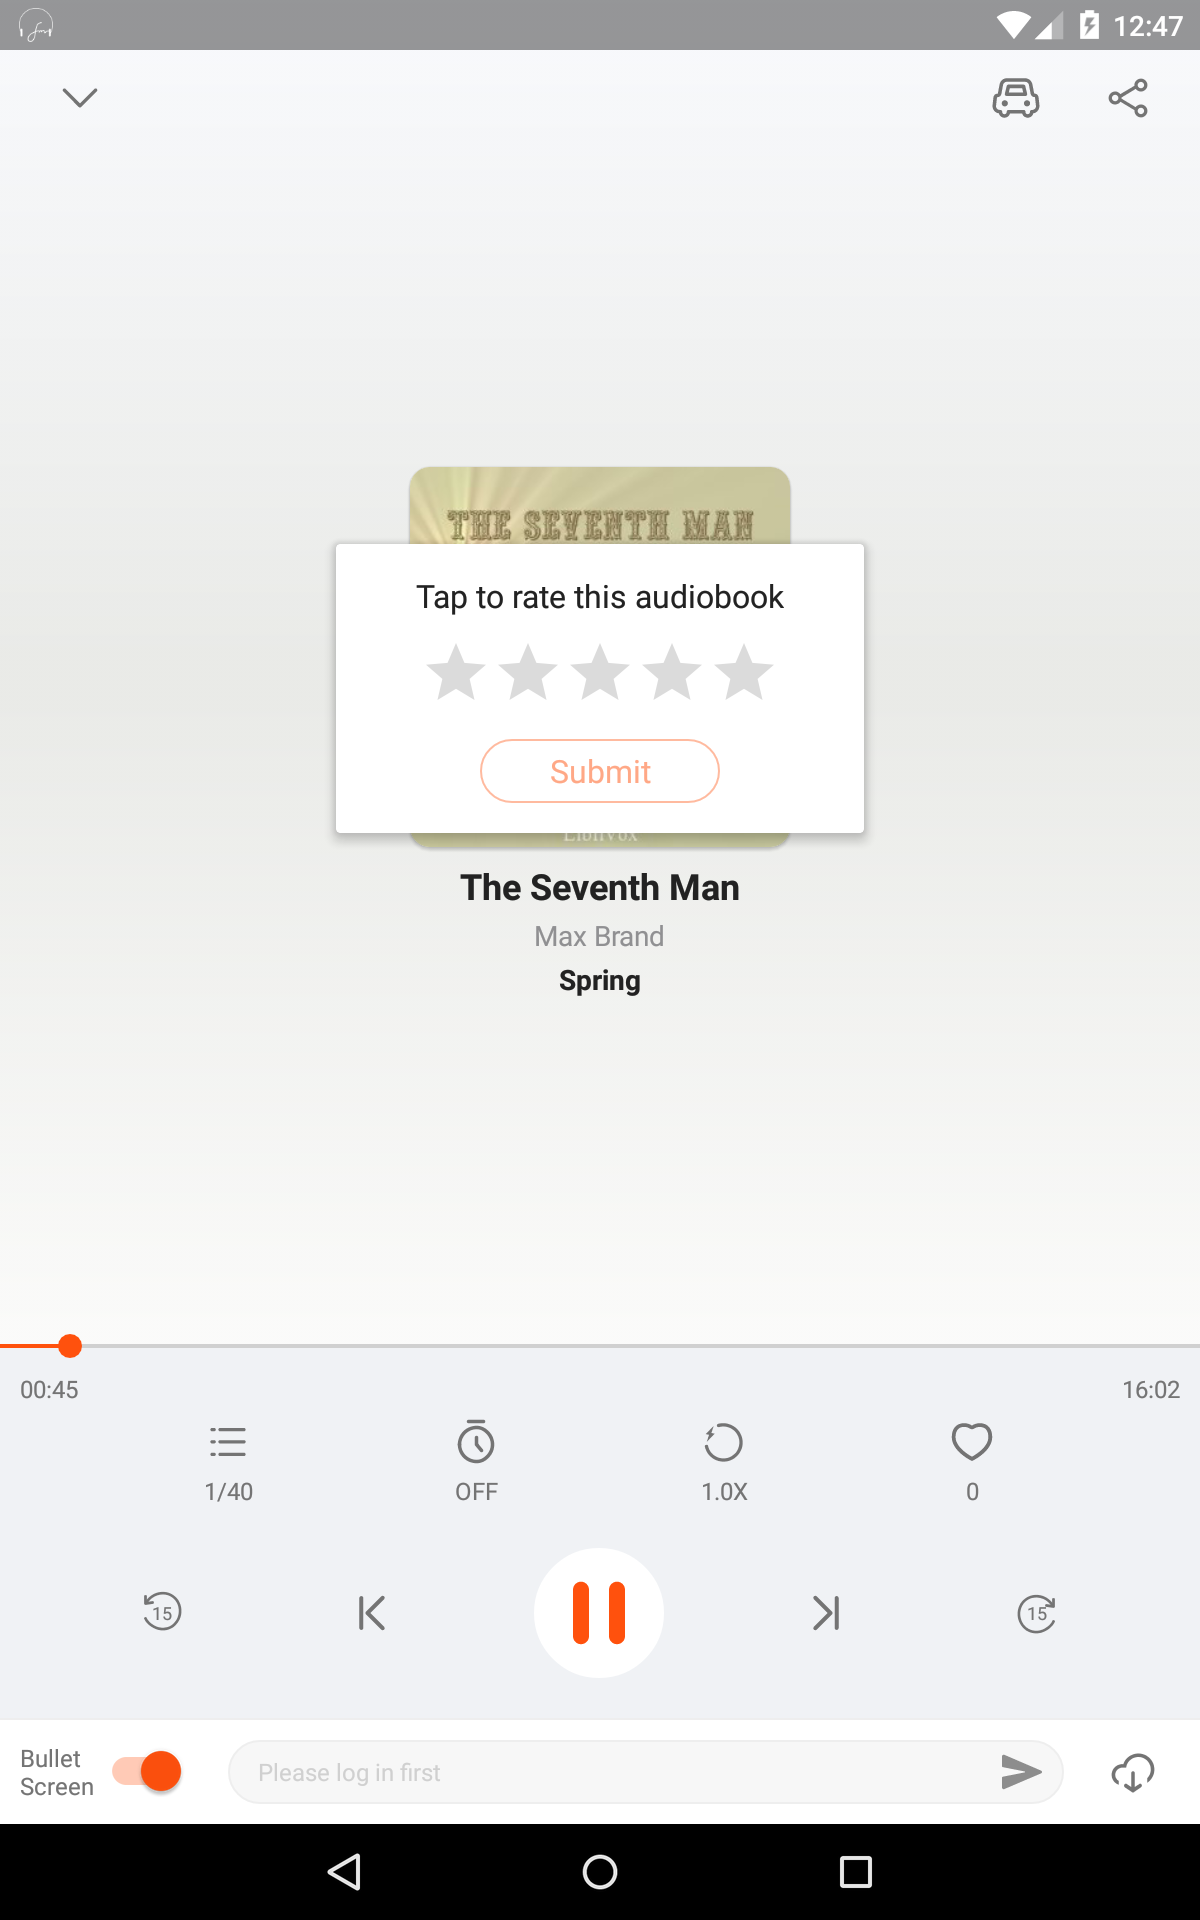 12:47
THE SEVENTH MAN
Tap to rate this audiobook
Submit
LibriVox
The Seventh Man
Max Brand
Spring
00:45
16:02
1/40
OFF
1.0X
0
15
15
Bullet
Screen
Please log in first